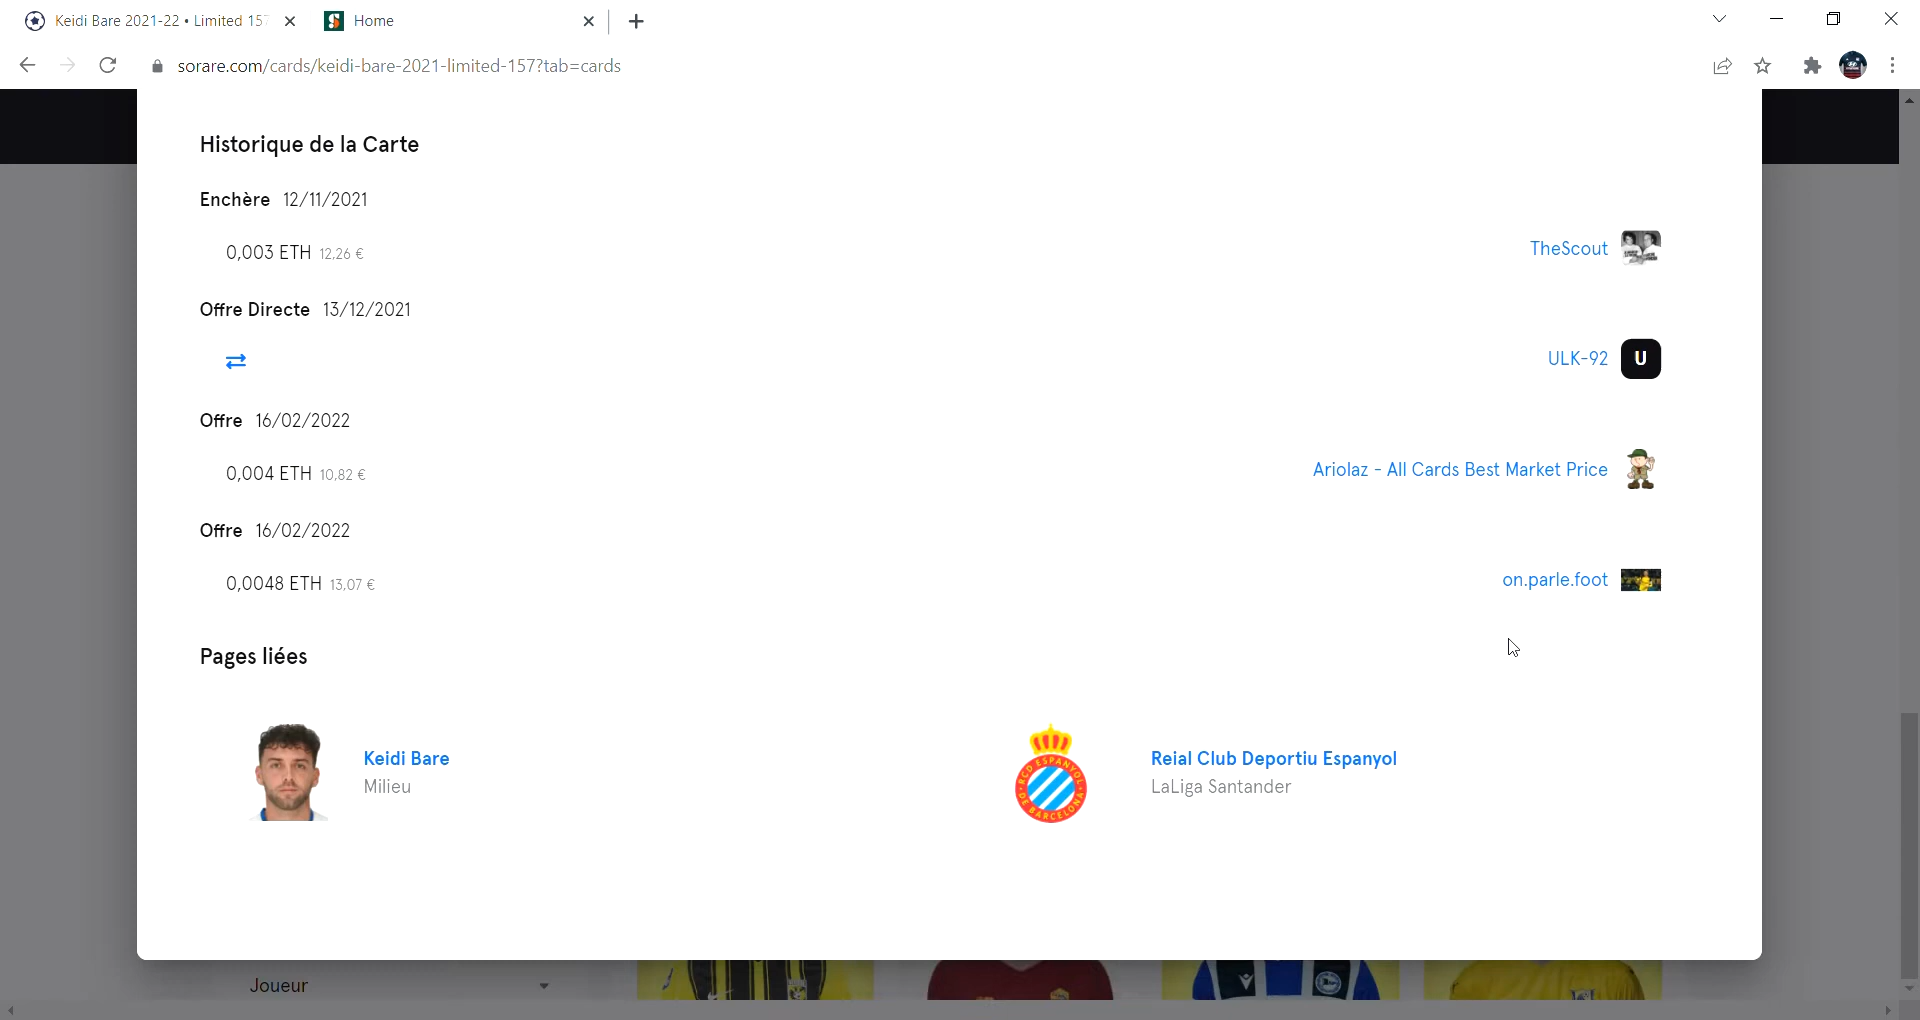 Keidi Bare 2021-22 • Limited 157
Home
sorare.com/cards/keidi-bare-2021-limited-157?tab=cards
Historique de la Carte
Enchère 12/11/2021
0,003 ETH 12,26 €
TheScout
Offre Directe 13/12/2021
ULK-92
U
Offre 16/02/2022
0,004 ETH 10,82 €
Ariolaz - All Cards Best Market Price
Offre 16/02/2022
0,0048 ETH 13,07 €
on.parle.foot
Pages liées
Keidi Bare
Milieu
RCD ESPANYOL
DE BARCELONA
Reial Club Deportiu Espanyol
LaLiga Santander
Joueur